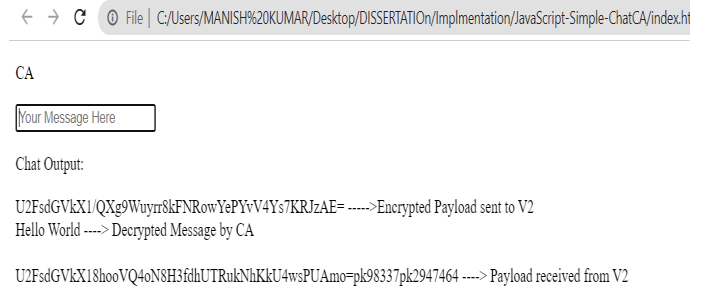 File | C:/Users/MANISH%20KUMAR/Desktop/DISSERTATIOn/Implmentation/JavaScript-Simple-ChatCA/index.ht
CA
Your Message Here
Chat Output:
U2FsdGVkX1/QXg9Wuyrr8kFNRowYePYvV4Ys7KRJzAE= ----->Encrypted Payload sent to V2
Hello World ----> Decrypted Message by CA
U2FsdGVkX18hooVQ4oN8H3fdhUTRukNhKkU4wsPUAmo=pk98337pk2947464 ----> Payload received from V2